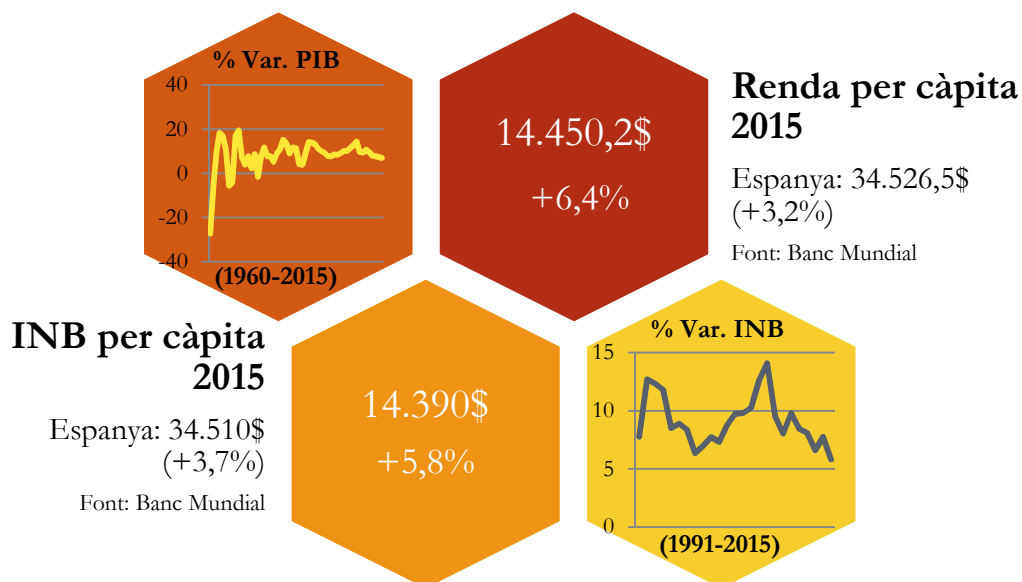 % Var. PIB
40
20
0
-20
-40
(1960-2015)
14.450,2$
+6,4%
Renda per càpita
2015
Espanya: 34.526,5$
(+3,2%)
Font: Banc Mundial
INB per càpita
2015
Espanya: 34.510$
(+3,7%)
Font: Banc Mundial
14.390$
+5,8%
% Var. INB
15
10
5
0
(1991-2015)